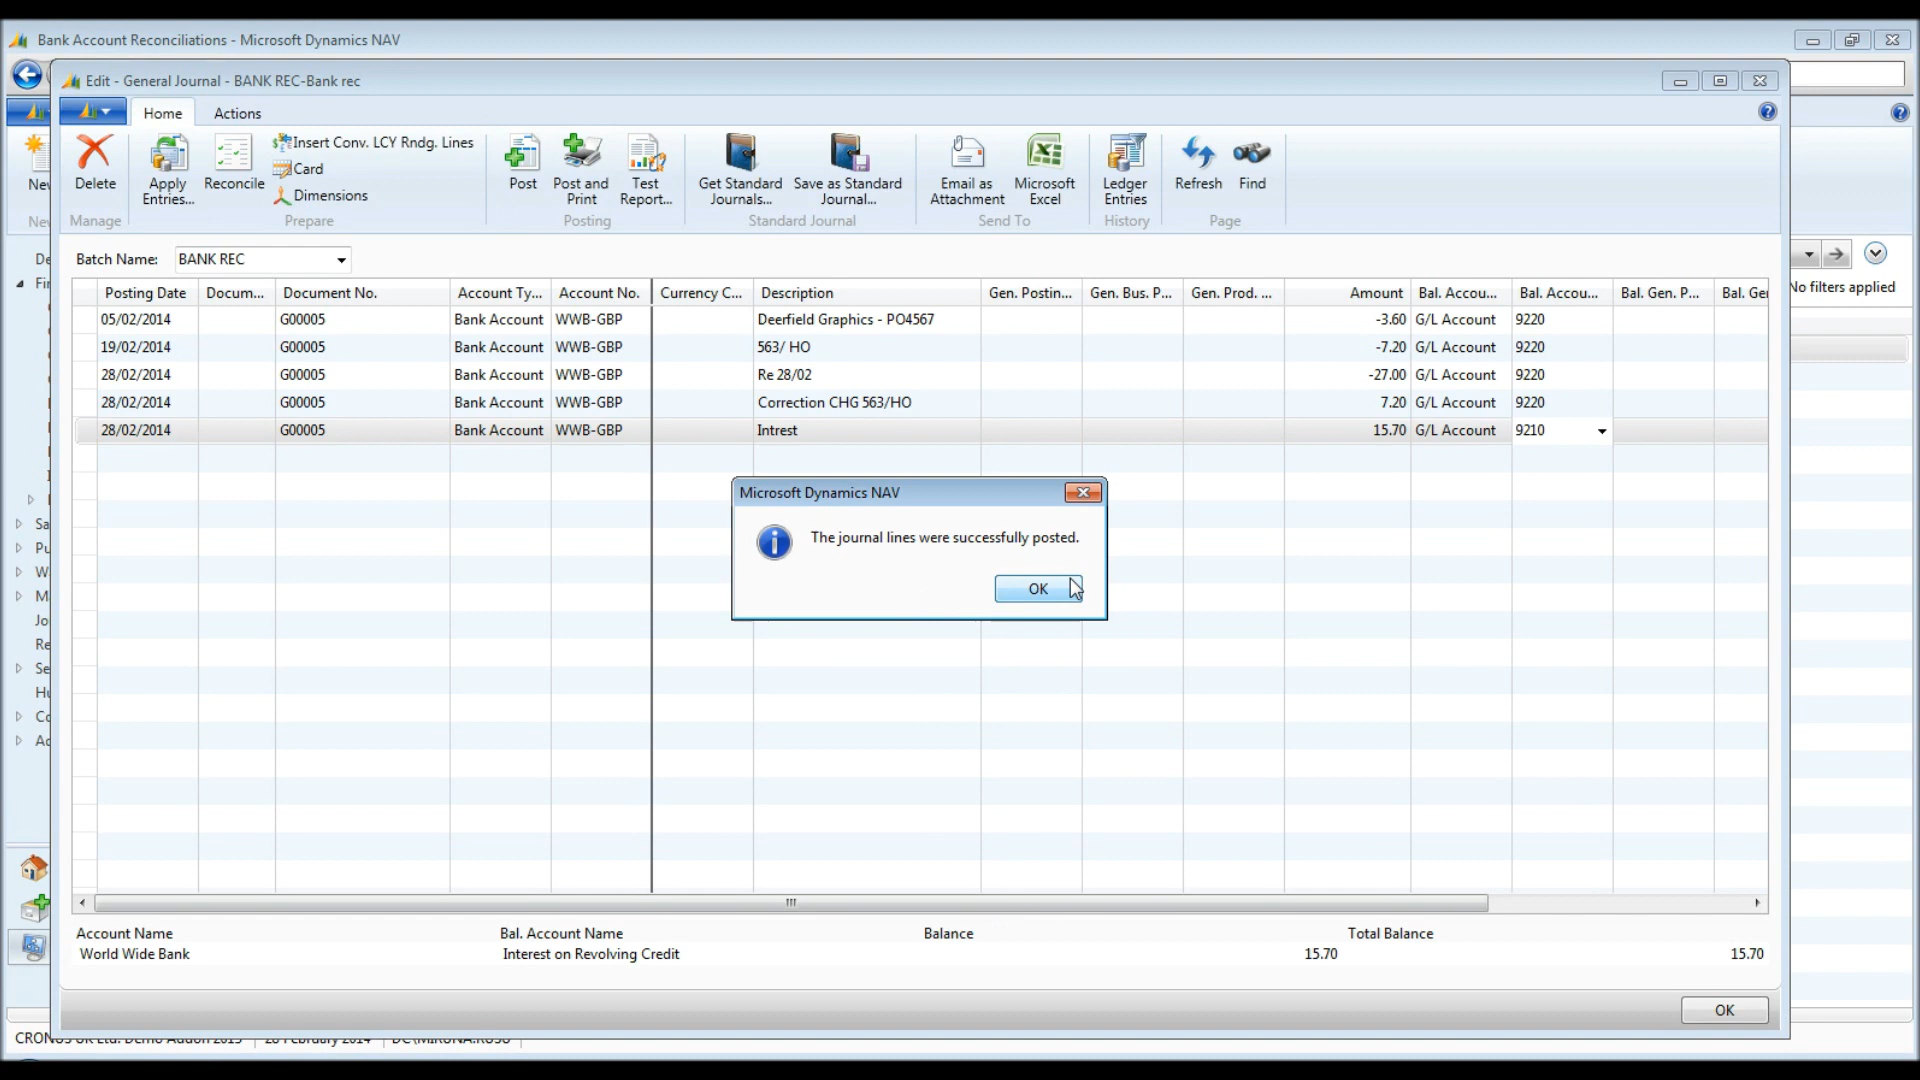 Bank Account Reconciliations - Microsoft Dynamics NAV
Edit - General Journal - BANK REC-Bank rec
Home Actions
Delete
Apply Entries...
Reconcile
Insert Conv. LCY Rndg. Lines
Card
Dimensions
Post
Post and Print
Test Report...
Get Standard Journals...
Save as Standard Journal...
Email as Attachment
Microsoft Excel
Ledger Entries
Refresh
Find
Manage Prepare Posting Standard Journal Send To History Page
Batch Name: BANK REC
No filters applied
Posting Date Docum... Document No. Account Ty... Account No. Currency C... Description Gen. Postin... Gen. Bus. P... Gen. Prod. ... Amount Bal. Accou... Bal. Accou... Bal. Gen. P... Bal. Ge
05/02/2014 G00005 Bank Account WWB-GBP Deerfield Graphics - PO4567 -3.60 G/L Account 9220
19/02/2014 G00005 Bank Account WWB-GBP 563/ HO -7.20 G/L Account 9220
28/02/2014 G00005 Bank Account WWB-GBP Re 28/02 -27.00 G/L Account 9220
28/02/2014 G00005 Bank Account WWB-GBP Correction CHG 563/HO 7.20 G/L Account 9220
28/02/2014 G00005 Bank Account WWB-GBP Intrest 15.70 G/L Account 9210
Microsoft Dynamics NAV
The journal lines were successfully posted.
OK
Account Name Bal. Account Name Balance Total Balance
World Wide Bank Interest on Revolving Credit 15.70 15.70
OK